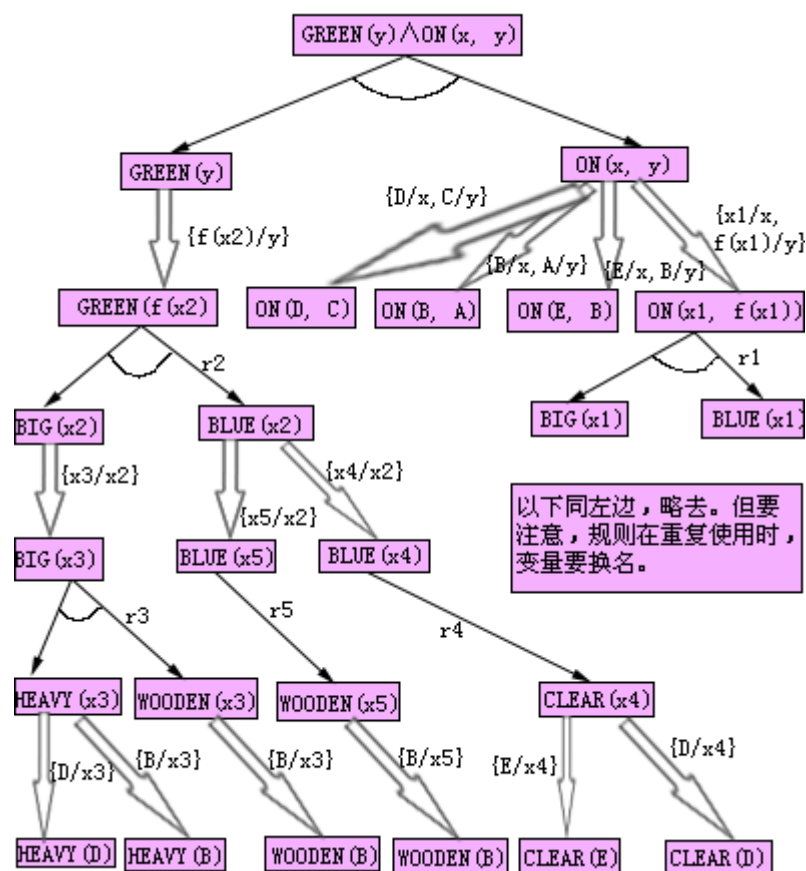 GREEN(y)∧ON(x, y)
GREEN(y)
ON(x, y)
{D/x, C/y}
{x1/x,
f(x1)/y}
{f(x2)/y}
{B/x, A/y}
{E/x, B/y}
GREEN(f(x2)
ON(D, C)
ON(B, A)
ON(E, B)
ON(x1, f(x1))
r2
r1
BIG(x2)
BLUE(x2)
BIG(x1)
BLUE(x1)
{x3/x2}
{x4/x2}
{x5/x2}
以下同左边，略去。但要
注意，规则在重复使用时，
变量要换名。
BIG(x3)
BLUE(x5)
BLUE(x4)
r3
r5
r4
HEAVY(x3)
WOODEN(x3)
WOODEN(x5)
CLEAR(x4)
{D/x3}
{B/x3}
{B/x3}
{B/x5}
{E/x4}
{D/x4}
HEAVY(D)
HEAVY(B)
WOODEN(B)
WOODEN(B)
CLEAR(E)
CLEAR(D)